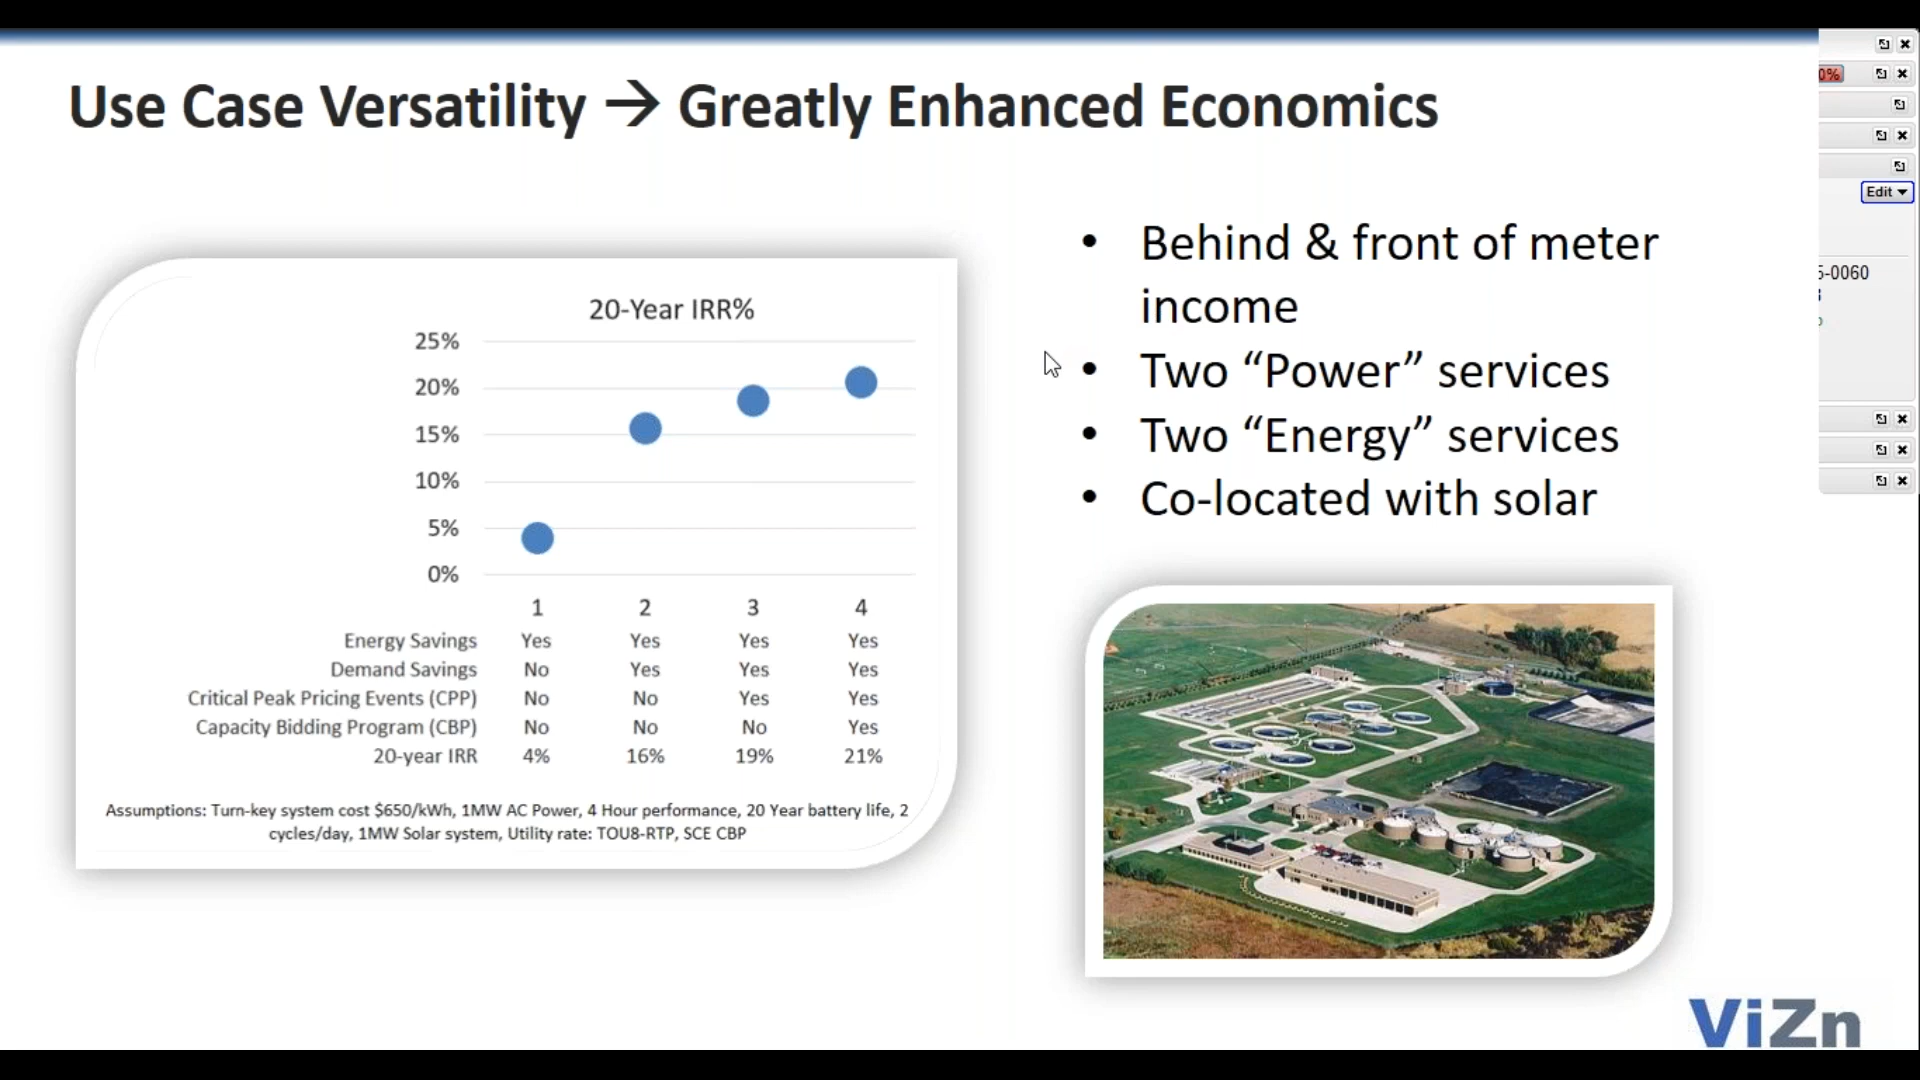 Use Case Versatility → Greatly Enhanced Economics
20-Year IRR%
25%
20%
15%
10%
5%
0%
1 2 3 4
Energy Savings Yes Yes Yes Yes
Demand Savings No Yes Yes Yes
Critical Peak Pricing Events (CPP) No No Yes Yes
Capacity Bidding Program (CBP) No No No Yes
20-year IRR 4% 16% 19% 21%
Assumptions: Turn-key system cost $650/kWh, 1MW AC Power, 4 Hour performance, 20 Year battery life, 2
cycles/day, 1MW Solar system, Utility rate: TOU8-RTP, SCE CBP
• Behind & front of meter
income
• Two “Power” services
• Two “Energy” services
• Co-located with solar
ViZn
0%
Edit
5-0060